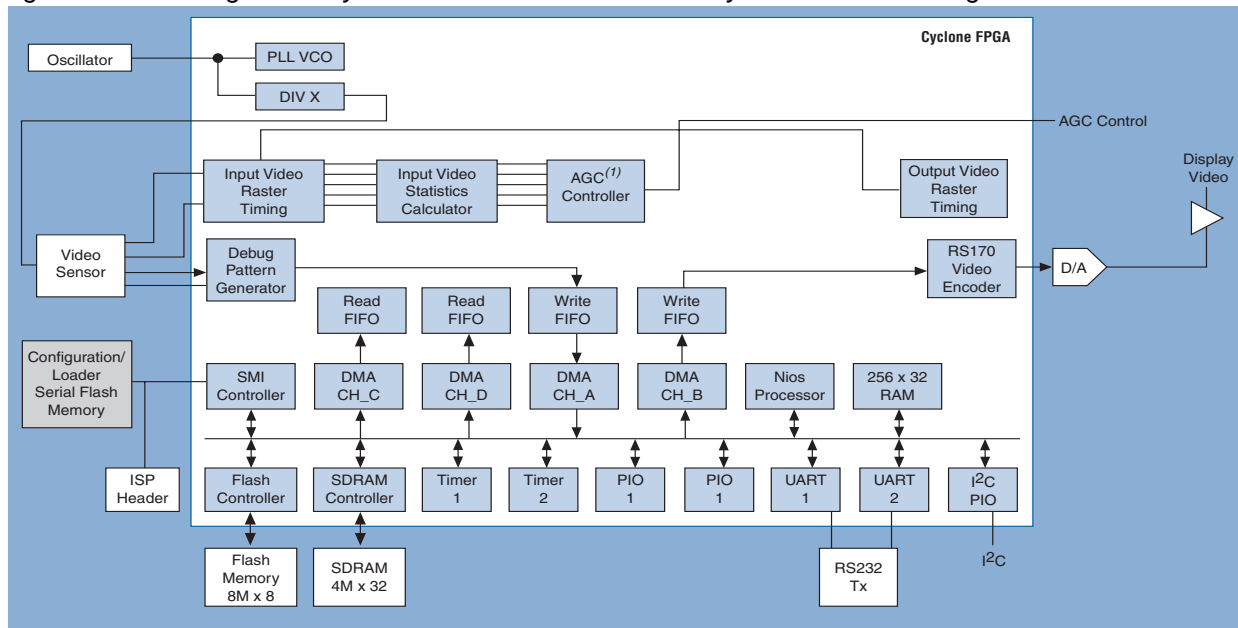 Cyclone FPGA
Oscillator
PLL VCO
DIV X
AGC Control
Display
Video
Input Video
Raster
Timing
Input Video
Statistics
Calculator
AGC(1)
Controller
Output Video
Raster
Timing
Video
Sensor
Debug
Pattern
Generator
RS170
Video
Encoder
D/A
Read
FIFO
Read
FIFO
Write
FIFO
Write
FIFO
Configuration/
Loader
Serial Flash
Memory
SMI
Controller
DMA
CH_C
DMA
CH_D
DMA
CH_A
DMA
CH_B
Nios
Processor
256 x 32
RAM
ISP
Header
Flash
Controller
SDRAM
Controller
Timer
1
Timer
2
PIO
1
PIO
1
UART
1
UART
2
I2C
PIO
Flash
Memory
8M x 8
SDRAM
4M x 32
RS232
Tx
I2C